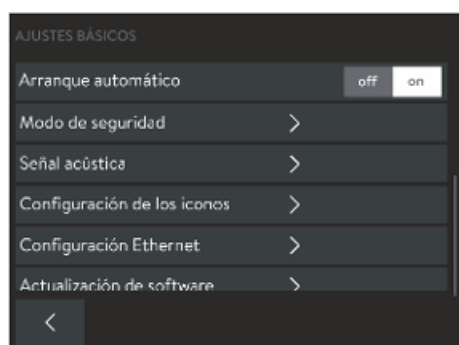 AJUSTES BÁSICOS
Arranque automático off on
Modo de seguridad
Señal acústica
Configuración de los iconos
Configuración Ethernet
Actualización de software